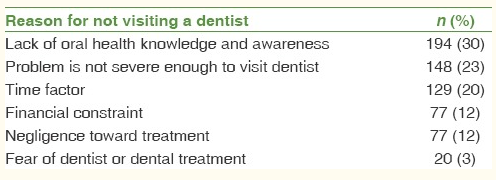 Reason for not visiting a dentist n (%)
Lack of oral health knowledge and awareness 194 (30)
Problem is not severe enough to visit dentist 148 (23)
Time factor 129 (20)
Financial constraint 77 (12)
Negligence toward treatment 77 (12)
Fear of dentist or dental treatment 20 (3)